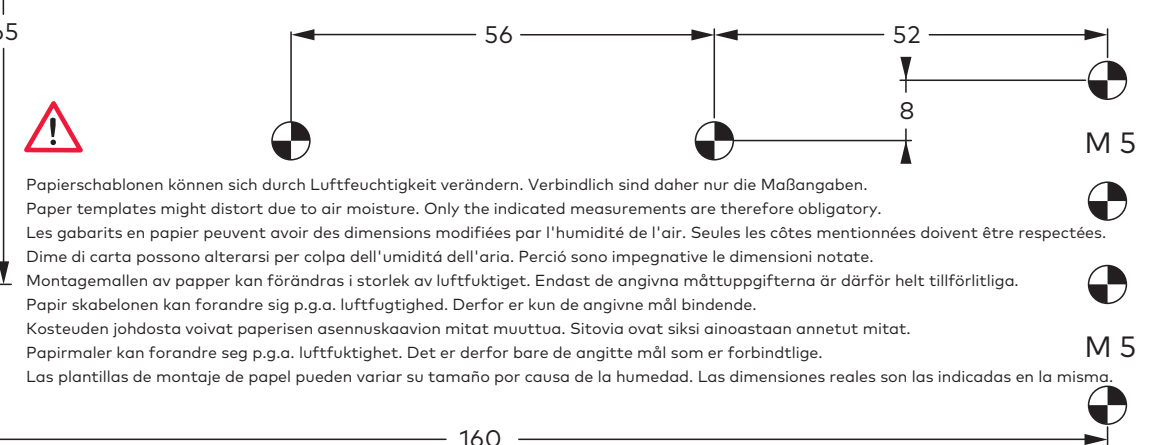 65
56
52
8
M 5
Papierschablonen können sich durch Luftfeuchtigkeit verändern. Verbindlich sind daher nur die Maßangaben.
Paper templates might distort due to air moisture. Only the indicated measurements are therefore obligatory.
Les gabarits en papier peuvent avoir des dimensions modifiées par l'humidité de l'air. Seules les côtes mentionnées doivent être respectées.
Dime di carta possono alterarsi per colpa dell'umiditá dell'aria. Perció sono impegnative le dimensioni notate.
Montagemallen av papper kan förändras i storlek av luftfuktiget. Endast de angivna måttuppgifterna är därför helt tillförlitliga.
Papir skabelonen kan forandre sig p.g.a. luftfugtighed. Derfor er kun de angivne mål bindende.
Kosteuden johdosta voivat paperisen asennuskaavion mitat muuttua. Sitovia ovat siksi ainoastaan annetut mitat.
Papirmaler kan forandre seg p.g.a. luftfuktighet. Det er derfor bare de angitte mål som er forbindtlige.
M 5
Las plantillas de montaje de papel pueden variar su tamaño por causa de la humedad. Las dimensiones reales son las indicadas en la misma.
160